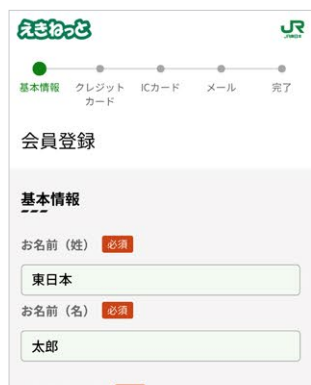 えきねっと
JR
基本情報
クレジット
カード
ICカード
メール
完了
会員登録
基本情報
お名前（姓） 必須
東日本
お名前（名） 必須
太郎